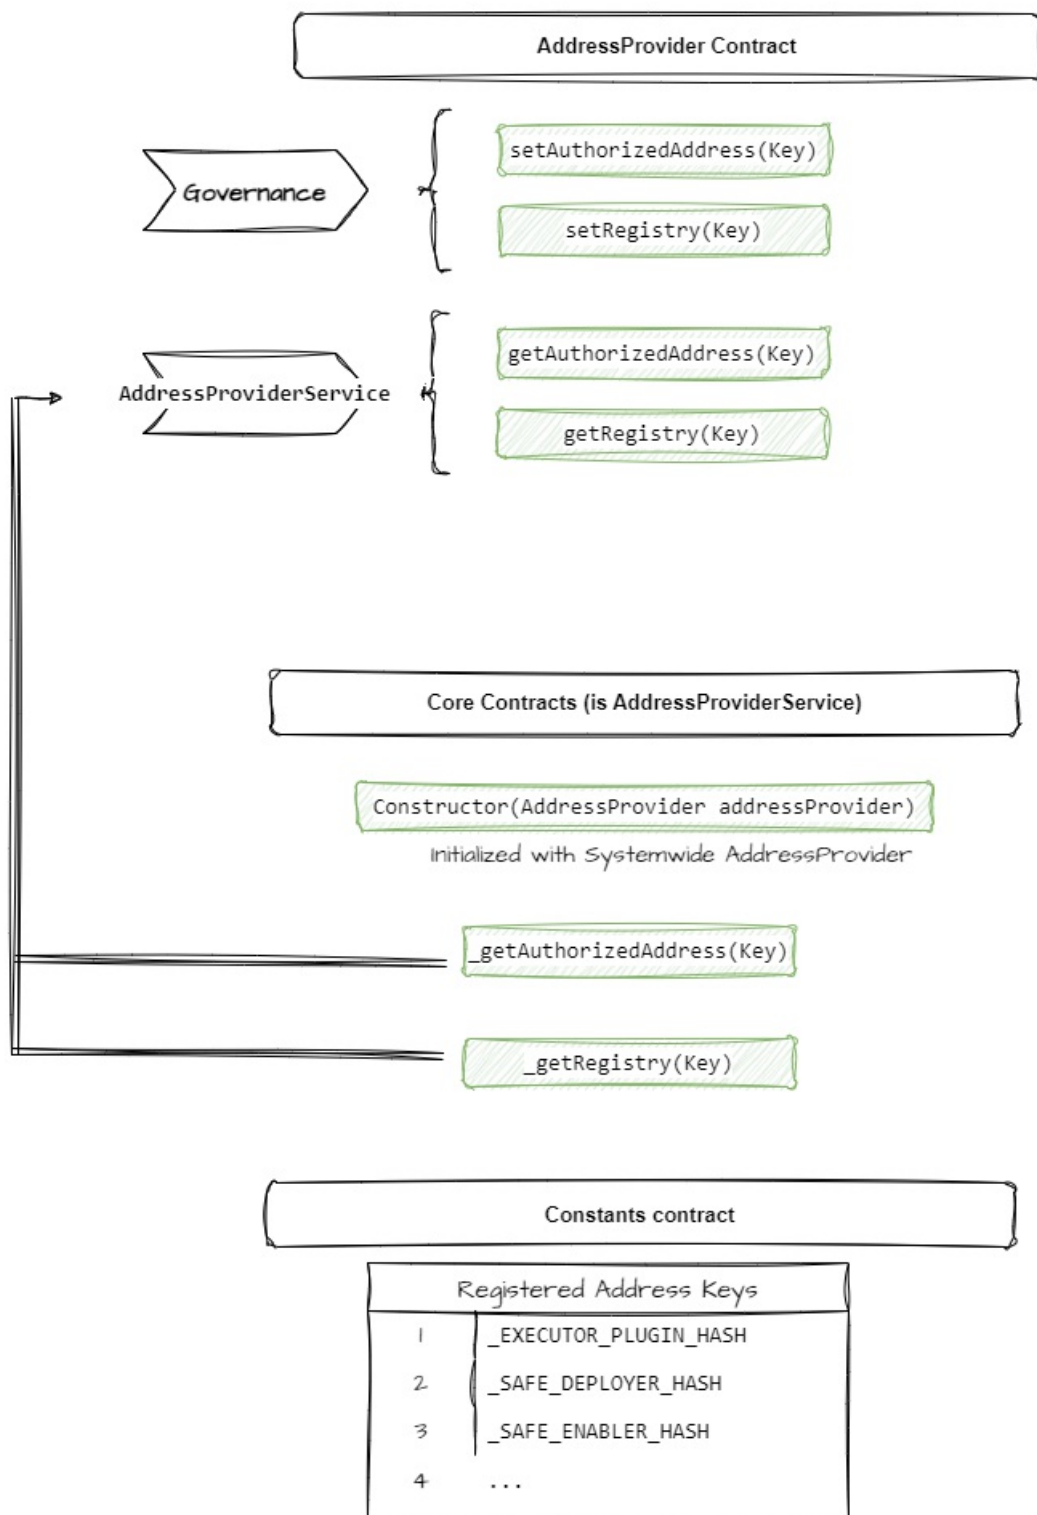 AddressProvider Contract
setAuthorizedAddress(Key)
Governance
setRegistry(Key)
getAuthorizedAddress(Key)
AddressProviderService
getRegistry(Key)
Core Contracts (is AddressProviderService)
Constructor(AddressProvider addressProvider)
Initialized with Systemwide AddressProvider
_getAuthorizedAddress(Key)
_getRegistry(Key)
Constants contract
Registered Address Keys
1 _EXECUTOR_PLUGIN_HASH
2 _SAFE_DEPLOYER_HASH
3 _SAFE_ENABLER_HASH
4 ...